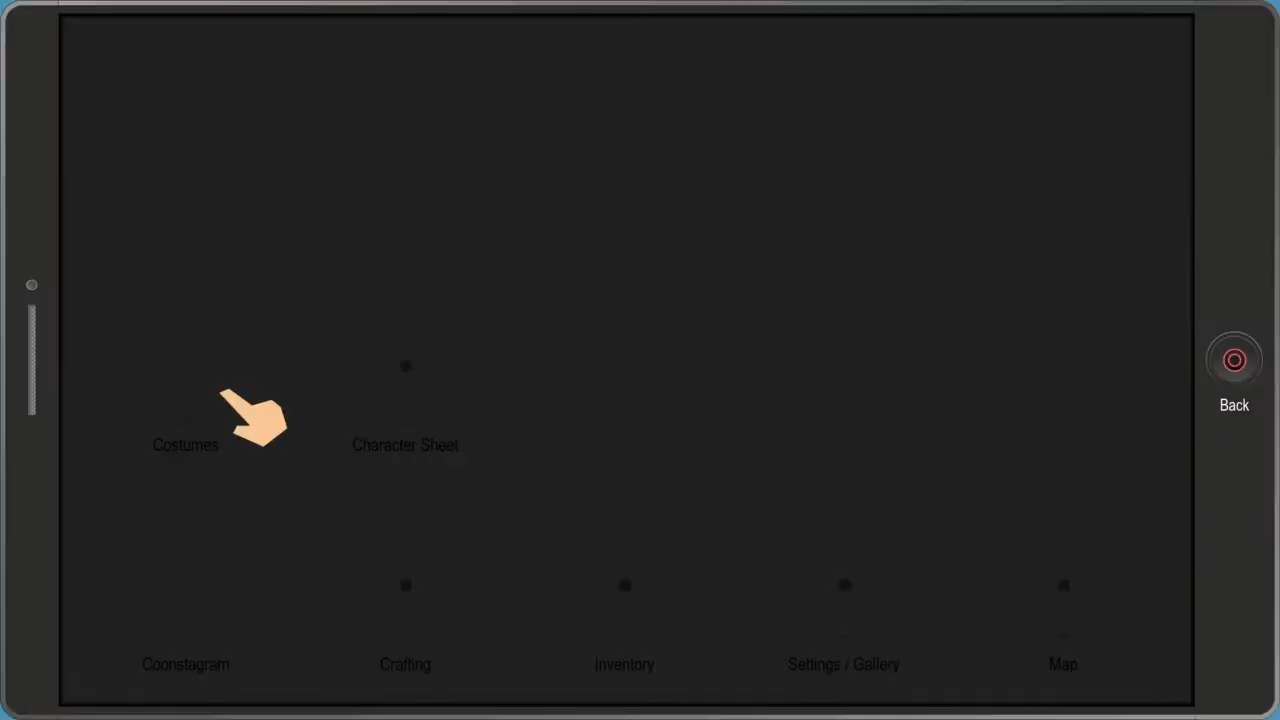 Back
Costumes
Character Sheet
Coonstagram
Crafting
Inventory
Settings / Gallery
Map